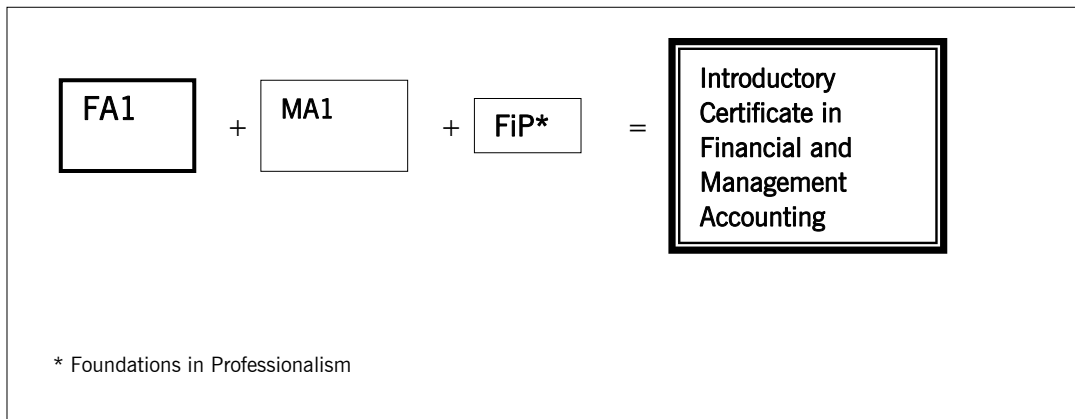 FA1 + MA1 + FiP* =
Introductory
Certificate in
Financial and
Management
Accounting
* Foundations in Professionalism